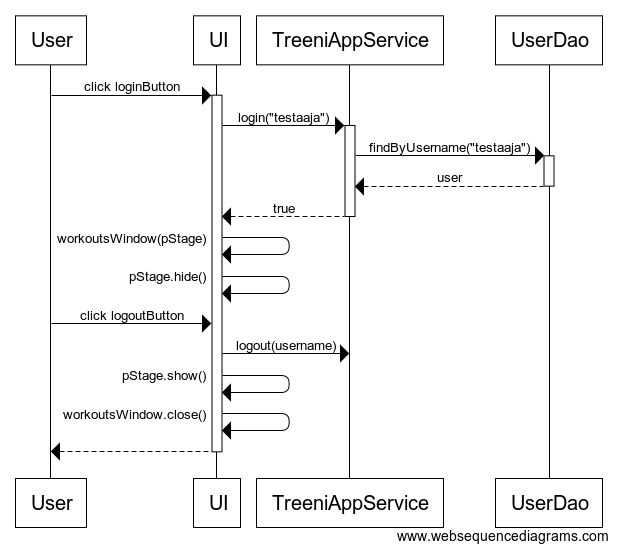 User
UI
TreeniAppService
UserDao
click loginButton
login("testaaja")
findByUsername("testaaja")
user
true
workoutsWindow(pStage)
pStage.hide()
click logoutButton
logout(username)
pStage.show()
workoutsWindow.close()
User
UI
TreeniAppService
UserDao
www.websequencediagrams.com